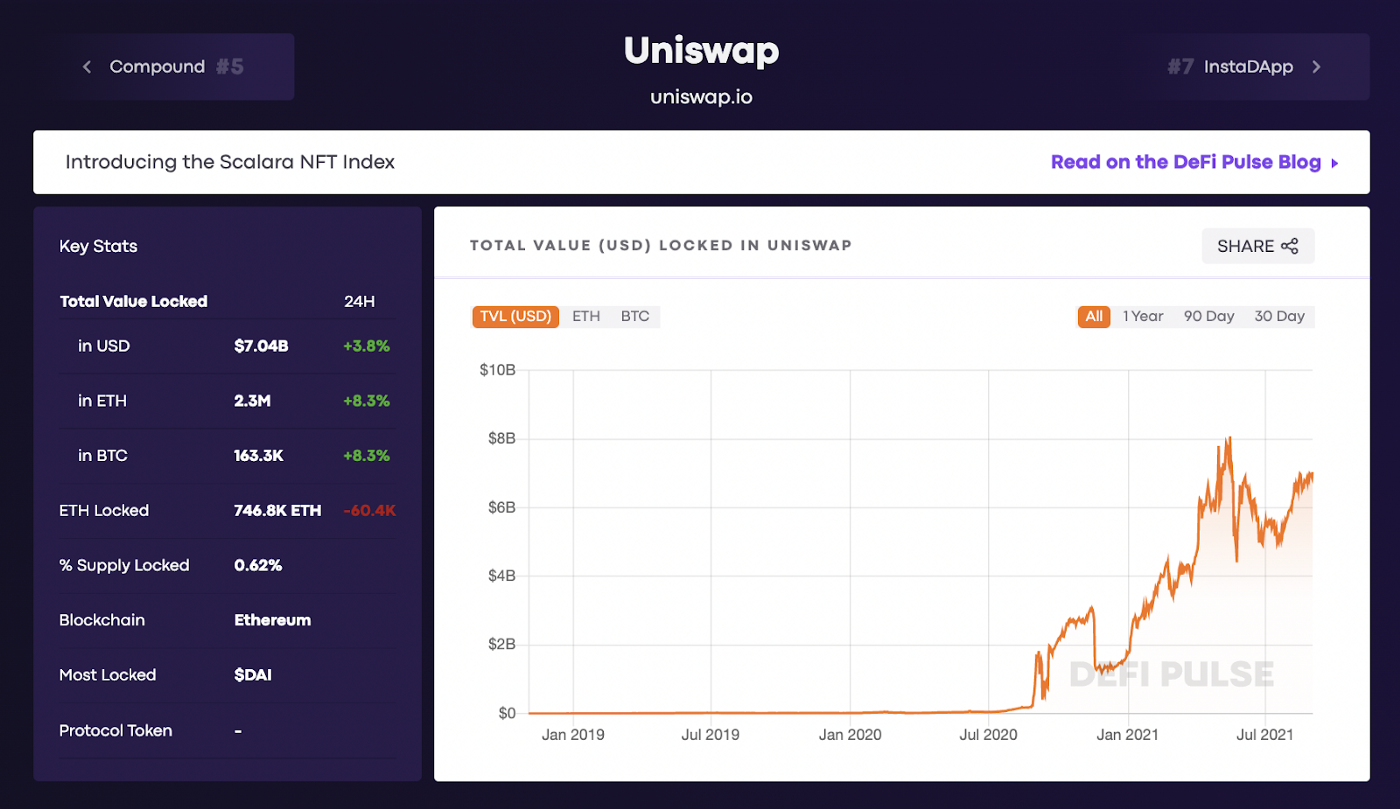 Compound #5
Uniswap
uniswap.io
#7 InstaDApp
Introducing the Scalara NFT Index
Read on the DeFi Pulse Blog
Key Stats
Total Value Locked 24H
in USD $7.04B +3.8%
in ETH 2.3M +8.3%
in BTC 163.3K +8.3%
ETH Locked 746.8K ETH -60.4K
% Supply Locked 0.62%
Blockchain Ethereum
Most Locked $DAI
Protocol Token -
TOTAL VALUE (USD) LOCKED IN UNISWAP
SHARE
TVL (USD) ETH BTC
All 1 Year 90 Day 30 Day
$10B
$8B
$6B
$4B
$2B
$0
DEFI PULSE
Jan 2019 Jul 2019 Jan 2020 Jul 2020 Jan 2021 Jul 2021